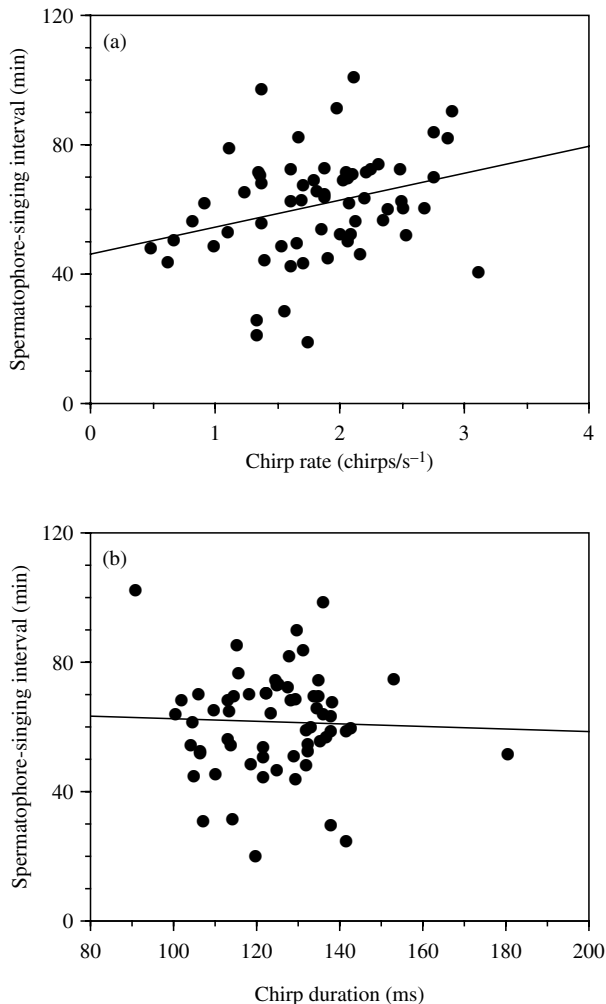 120
(a)
80
40
0
Spermatophore-singing interval (min)
0 1 2 3 4
Chirp rate (chirps/s⁻¹)
120
(b)
80
40
0
Spermatophore-singing interval (min)
80 100 120 140 160 180 200
Chirp duration (ms)